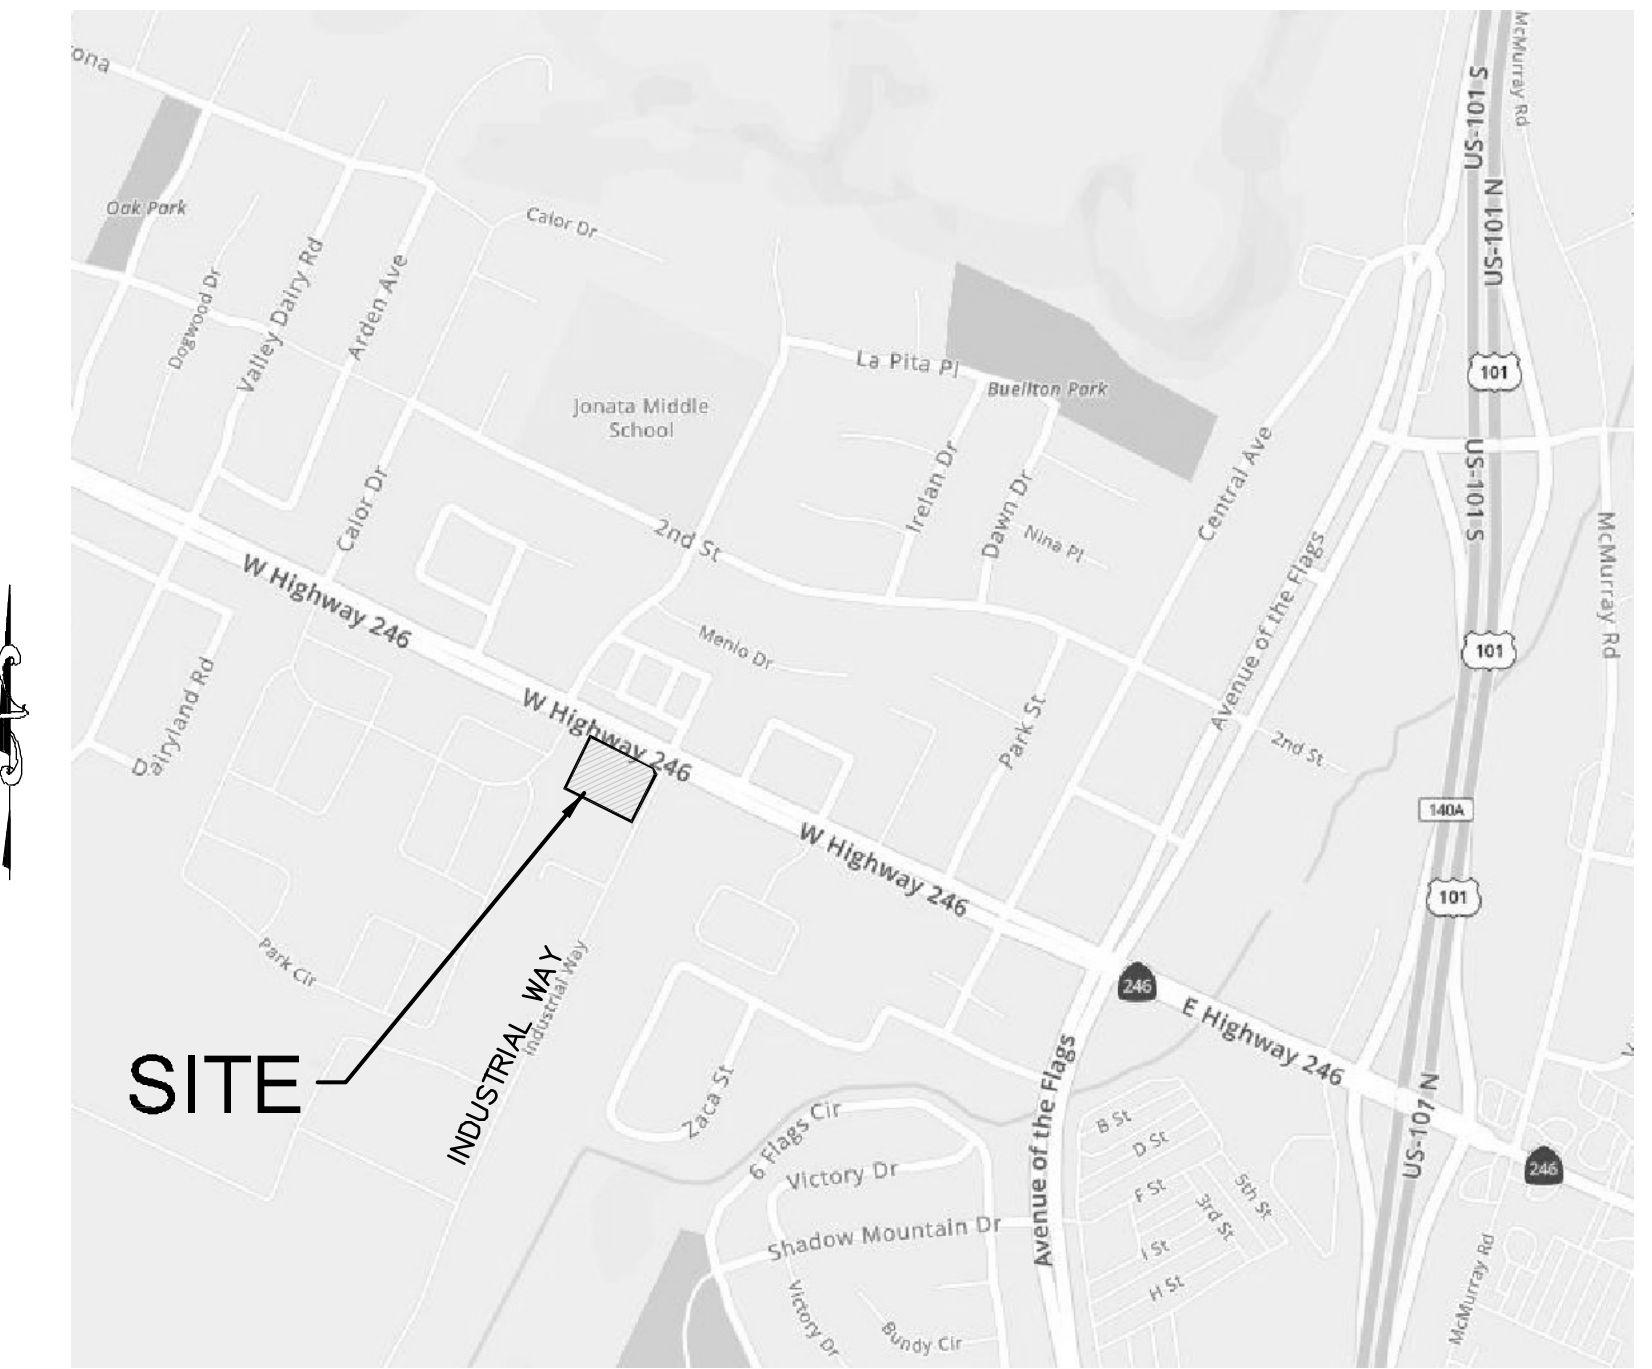 ona
McMurray Rd
US-101 S
US-101 N
Oak Park
Calor Dr
Dogwood Dr
Valley Dairy Rd
Arden Ave
La Pita Pl
Buellton Park
101
Jonata Middle
School
Central Ave
Irelan Dr
Dawn Dr
Nina Pl
US-101 S
Calor Dr
2nd St
McMurray Rd
W Highway 246
Avenue of the Flags
Menlo Dr
101
Dairyland Rd
W Highway 246
Park St
2nd St
140A
W Highway 246
101
Park Cir
INDUSTRIAL WAY
Industrial Way
246
E Highway 246
SITE
Zaca St
Avenue of the Flags
US-101 N
6 Flags Cir
B St
D St
Victory Dr
F St
5th St
3rd St
246
Shadow Mountain Dr
I St
H St
McMurray Rd
Victory Dr
Bundy Cir